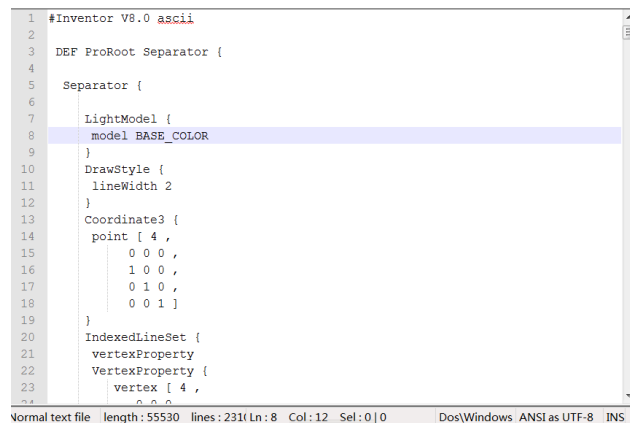 1 #Inventor V8.0 ascii
2
3 DEF ProRoot Separator {
4
5 Separator {
6
7 LightModel {
8 model BASE_COLOR
9 }
10 DrawStyle {
11 lineWidth 2
12 }
13 Coordinate3 {
14 point [ 4 ,
15 0 0 0 ,
16 1 0 0 ,
17 0 1 0 ,
18 0 0 1 ]
19 }
20 IndexedLineSet {
21 vertexProperty
22 VertexProperty {
23 vertex [ 4 ,
Normal text file length : 55530 lines : 231 Ln : 8 Col : 12 Sel : 0 | 0 Dos\Windows ANSI as UTF-8 INS